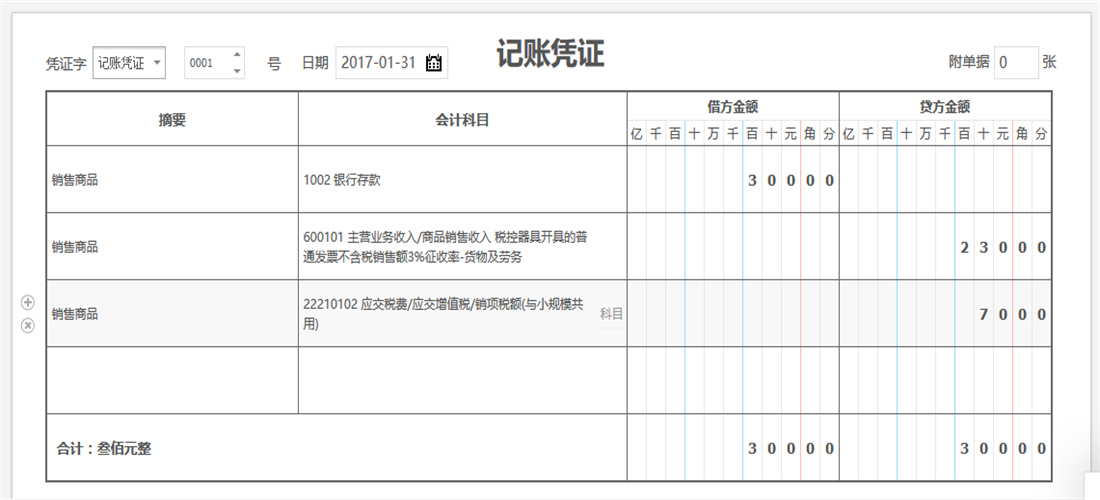 记账凭证
凭证字 记账凭证 0001 号 日期 2017-01-31 附单据 0 张
摘要 会计科目 借方金额 贷方金额
亿 千 百 十 万 千 百 十 元 角 分 亿 千 百 十 万 千 百 十 元 角 分
销售商品 1002 银行存款 3 0 0 0 0
销售商品 600101 主营业务收入/商品销售收入 税控器具开具的普
通发票不含税销售额3%征收率-货物及劳务 2 3 0 0 0
销售商品 22210102 应交税费/应交增值税/销项税额(与小规模共
用) 科目 7 0 0 0
合计：叁佰元整 3 0 0 0 0 3 0 0 0 0